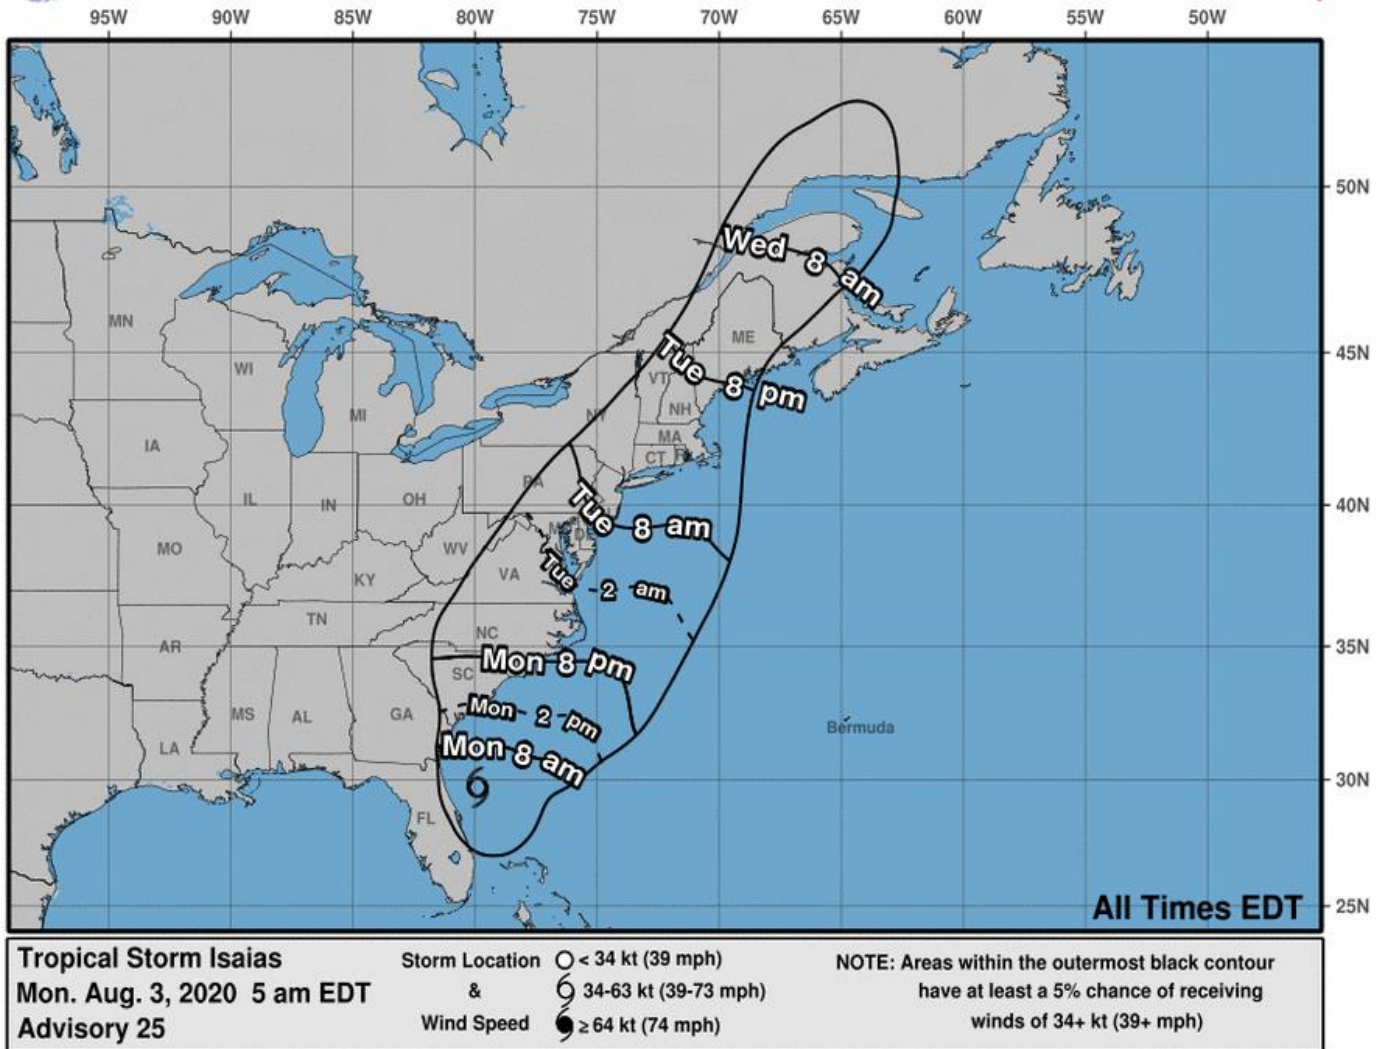 95W 90W 85W 80W 75W 70W 65W 60W 55W 50W
50N
Wed 8 am
MN
ME
45N
Tue 8 pm
WI
VT
MI
NY
NH
MA
IA
CT RI
PA
IL
IN
OH
40N
Tue 8 am
MD
DE
MO
WV
VA
Tue 2 am
KY
TN
NC
AR
35N
Mon 8 pm
SC
MS
AL
GA
Mon 2 pm
Bermuda
LA
Mon 8 am
30N
FL
All Times EDT
25N
Tropical Storm Isaias
Mon. Aug. 3, 2020 5 am EDT
Advisory 25
Storm Location
&
Wind Speed
< 34 kt (39 mph)
34-63 kt (39-73 mph)
≥ 64 kt (74 mph)
NOTE: Areas within the outermost black contour
have at least a 5% chance of receiving
winds of 34+ kt (39+ mph)